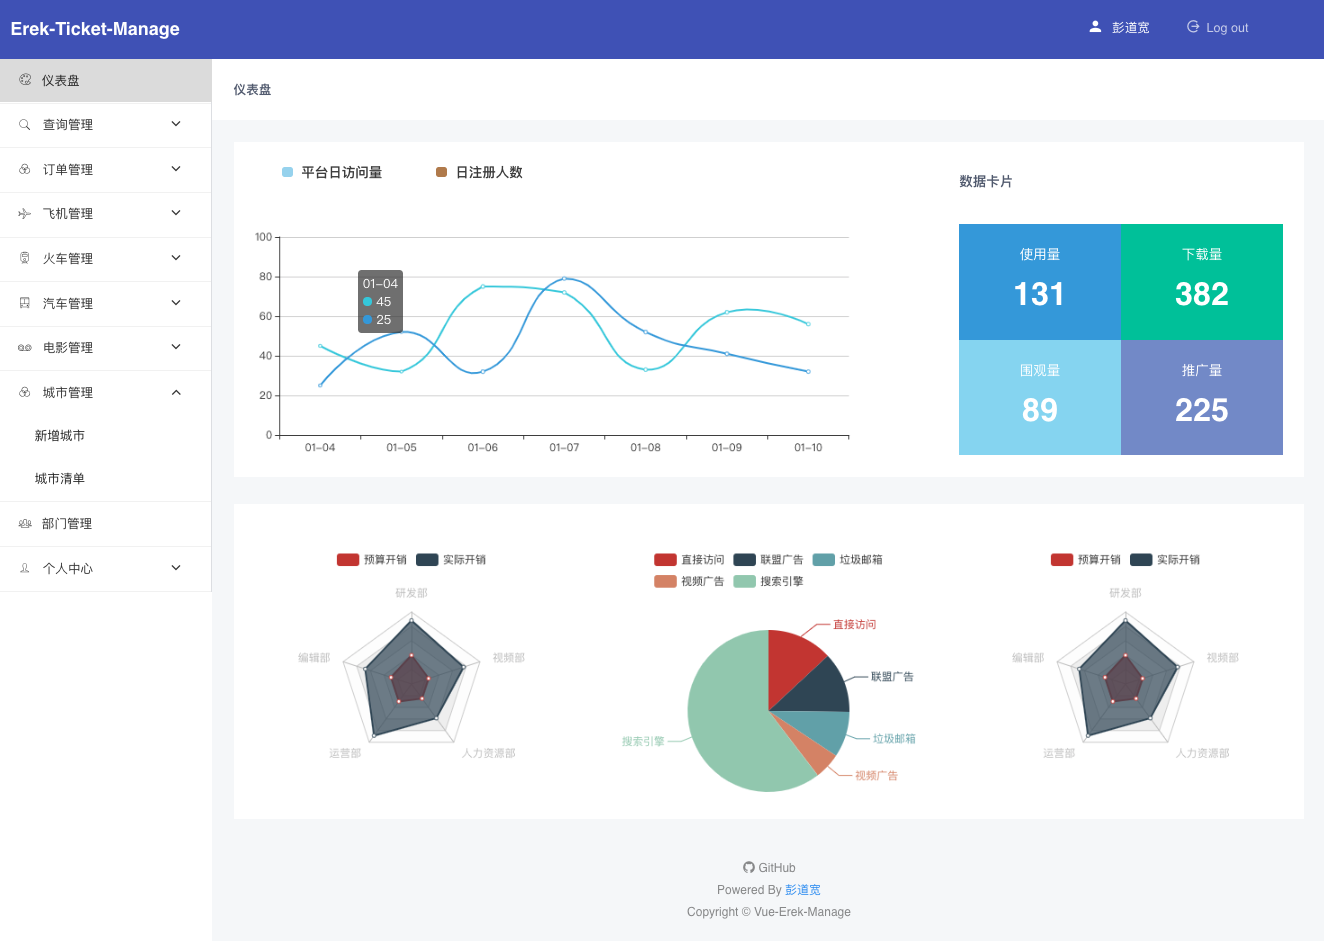 Erek-Ticket-Manage
彭道宽
Log out
仪表盘
查询管理
订单管理
飞机管理
火车管理
汽车管理
电影管理
城市管理
新增城市
城市清单
部门管理
个人中心
仪表盘
平台日访问量
日注册人数
100
80
60
40
20
0
01-04
45
25
01-04
01-05
01-06
01-07
01-08
01-09
01-10
数据卡片
使用量
131
下载量
382
围观量
89
推广量
225
预算开销
实际开销
研发部
编辑部
视频部
运营部
人力资源部
直接访问
联盟广告
垃圾邮箱
视频广告
搜索引擎
直接访问
联盟广告
垃圾邮箱
视频广告
搜索引擎
预算开销
实际开销
研发部
编辑部
视频部
运营部
人力资源部
GitHub
Powered By 彭道宽
Copyright © Vue-Erek-Manage